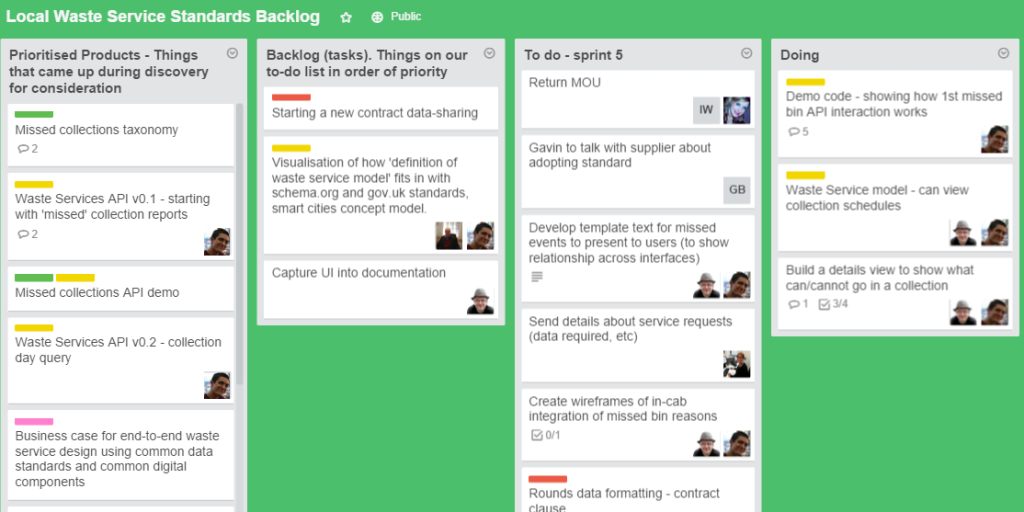 Local Waste Service Standards Backlog
Public
Prioritised Products - Things
that came up during discovery
for consideration
Missed collections taxonomy
2
Waste Services API v0.1 - starting
with 'missed' collection reports
2
Missed collections API demo
Waste Services API v0.2 - collection
day query
Business case for end-to-end waste
service design using common data
standards and common digital
components
Backlog (tasks). Things on our
to-do list in order of priority
Starting a new contract data-sharing
Visualisation of how 'definition of
waste service model' fits in with
schema.org and gov.uk standards,
smart cities concept model.
Capture UI into documentation
To do - sprint 5
Return MOU
IW
Gavin to talk with supplier about
adopting standard
GB
Develop template text for missed
events to present to users (to show
relationship across interfaces)
Send details about service requests
(data required, etc)
Create wireframes of in-cab
integration of missed bin reasons
0/1
Rounds data formatting - contract
clause
Doing
Demo code - showing how 1st missed
bin API interaction works
5
Waste Service model - can view
collection schedules
Build a details view to show what
can/cannot go in a collection
1 3/4